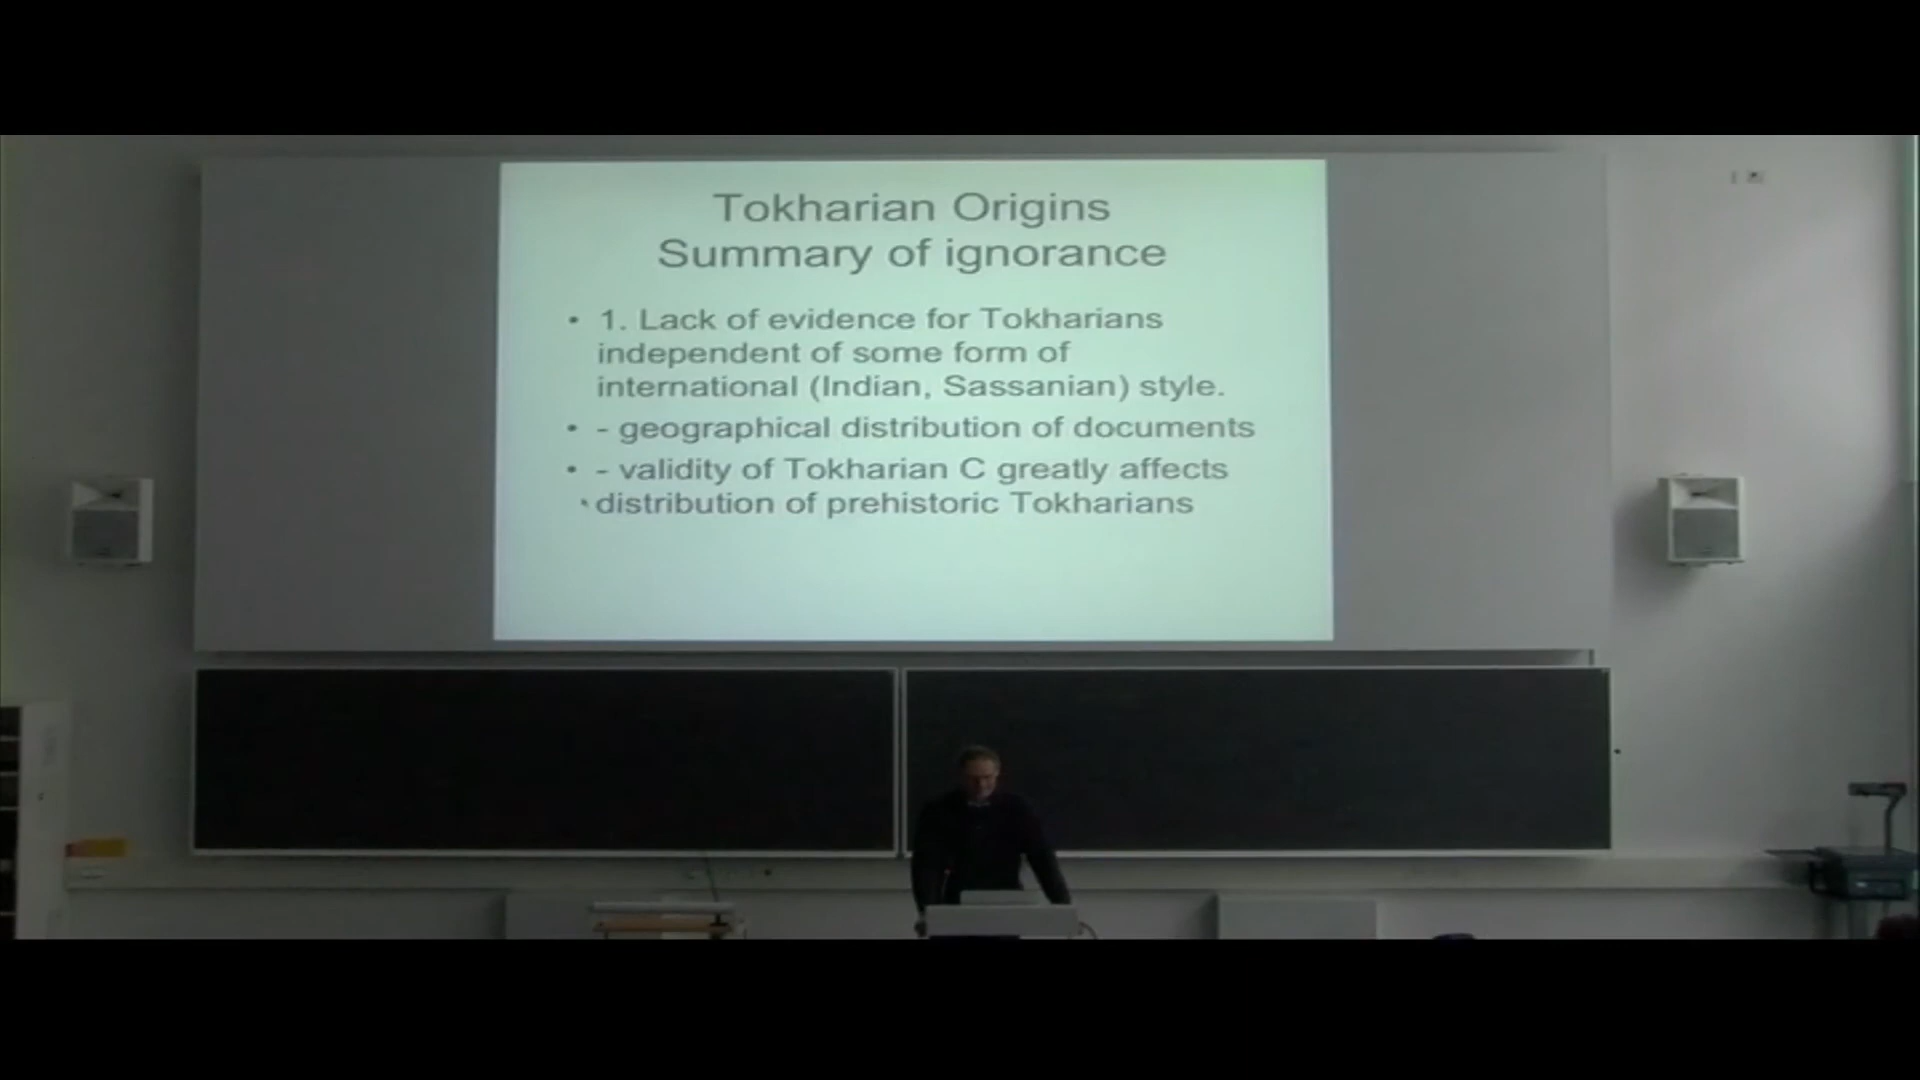 Tokharian Origins
Summary of ignorance
• 1. Lack of evidence for Tokharians
independent of some form of
international (Indian, Sassanian) style.
• - geographical distribution of documents
• - validity of Tokharian C greatly affects
• distribution of prehistoric Tokharians